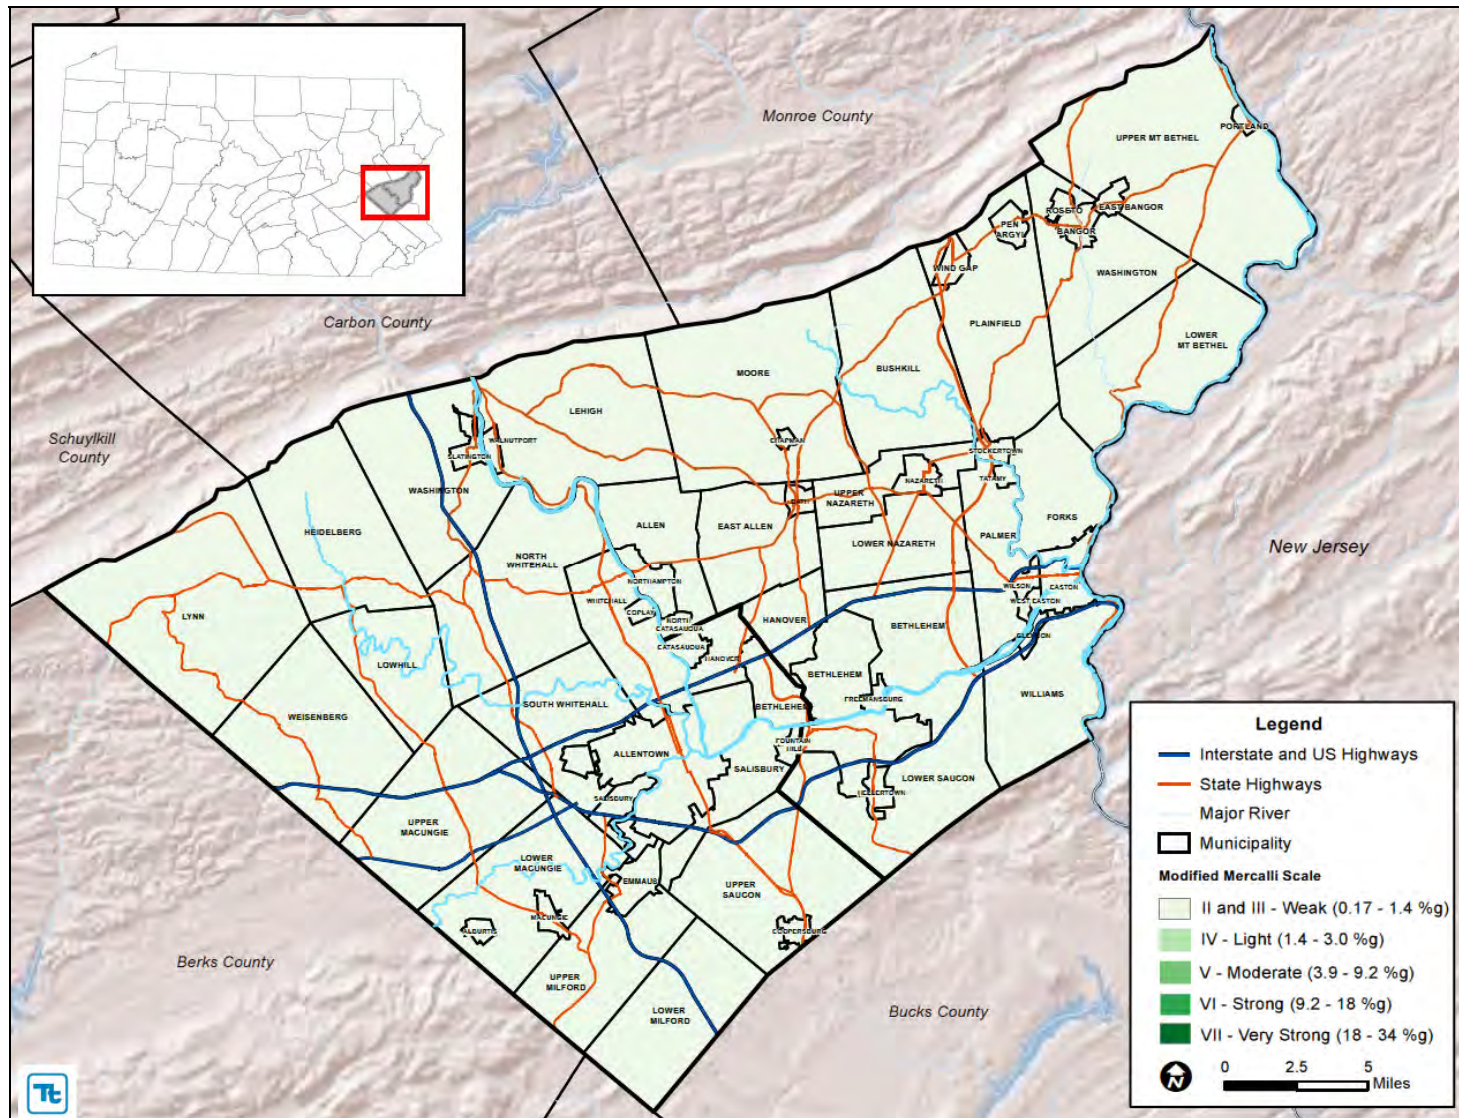 Monroe County
Carbon County
Schuylkill
County
New Jersey
Berks County
Bucks County
UPPER MT BETHEL
PORTLAND
ROSETO
EAST BANGOR
BANGOR
PEN
ARGYL
WIND GAP
WASHINGTON
PLAINFIELD
LOWER
MT BETHEL
BUSHKILL
MOORE
LEHIGH
CHAPMAN
WALNUTPORT
SLATINGTON
WASHINGTON
HEIDELBERG
STOCKERTOWN
TATAMY
NAZARETH
UPPER
NAZARETH
BATH
FORKS
PALMER
ALLEN
EAST ALLEN
LOWER NAZARETH
NORTH
WHITEHALL
NORTHAMPTON
WHITEHALL
COPLAY
NORTH
CATASAUQUA
CATASAUQUA
HANOVER
HANOVER
WILSON
EASTON
WEST EASTON
GLENDON
BETHLEHEM
BETHLEHEM
BETHLEHEM
FREEMANSBURG
WILLIAMS
LYNN
LOWHILL
WEISENBERG
SOUTH WHITEHALL
ALLENTOWN
FOUNTAIN
HILL
SALISBURY
SALISBURY
LOWER SAUCON
HELLERTOWN
UPPER
MACUNGIE
LOWER
MACUNGIE
EMMAUS
UPPER
SAUCON
MACUNGIE
ALBURTIS
COOPERSBURG
UPPER
MILFORD
LOWER
MILFORD
Legend
Interstate and US Highways
State Highways
Major River
Municipality
Modified Mercalli Scale
II and III - Weak (0.17 - 1.4 %g)
IV - Light (1.4 - 3.0 %g)
V - Moderate (3.9 - 9.2 %g)
VI - Strong (9.2 - 18 %g)
VII - Very Strong (18 - 34 %g)
N
0 2.5 5
Miles
Tt